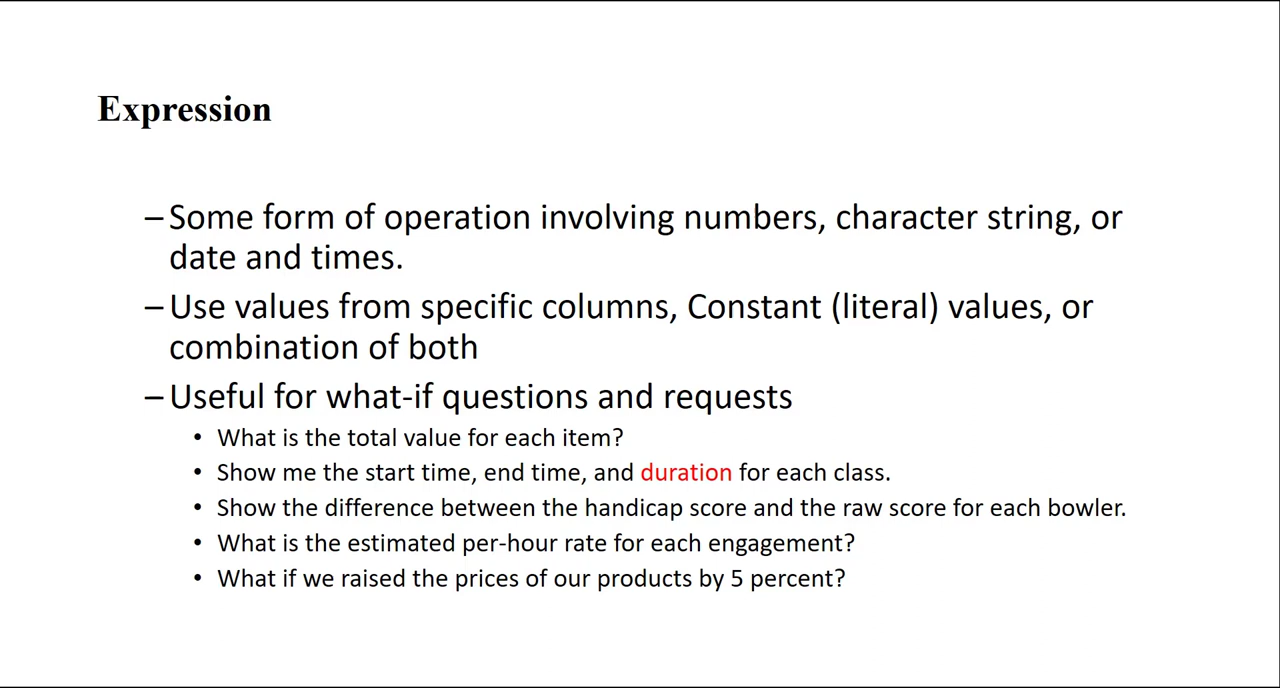 Expression
– Some form of operation involving numbers, character string, or
date and times.
– Use values from specific columns, Constant (literal) values, or
combination of both
– Useful for what-if questions and requests
• What is the total value for each item?
• Show me the start time, end time, and duration for each class.
• Show the difference between the handicap score and the raw score for each bowler.
• What is the estimated per-hour rate for each engagement?
• What if we raised the prices of our products by 5 percent?